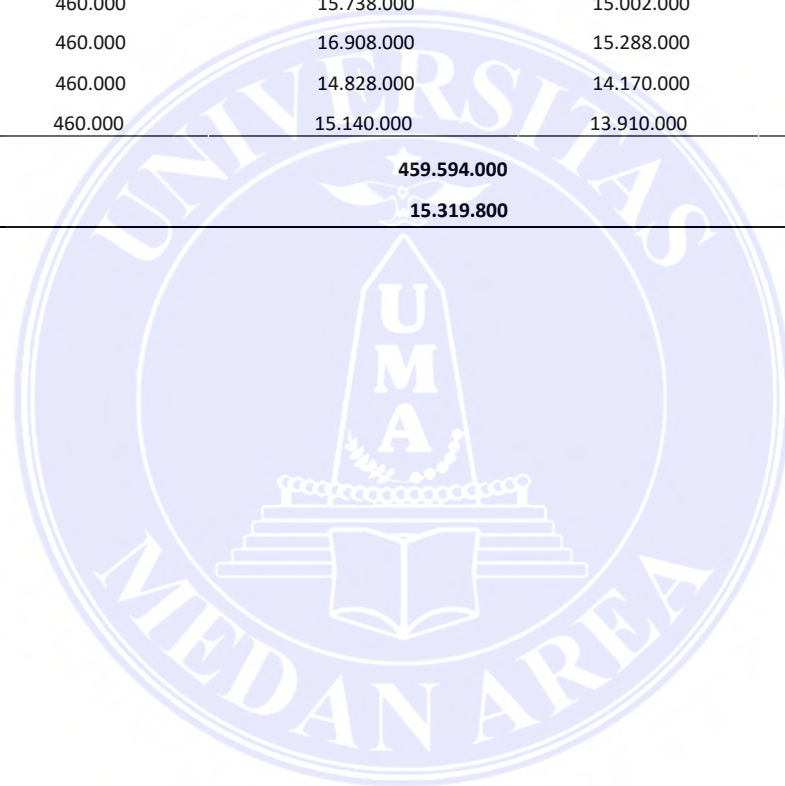 460.000 15.738.000 15.002.000
460.000 16.908.000 15.288.000
460.000 14.828.000 14.170.000
460.000 15.140.000 13.910.000
459.594.000
15.319.800
UNIVERSITAS
U
M
A
MEDAN AREA